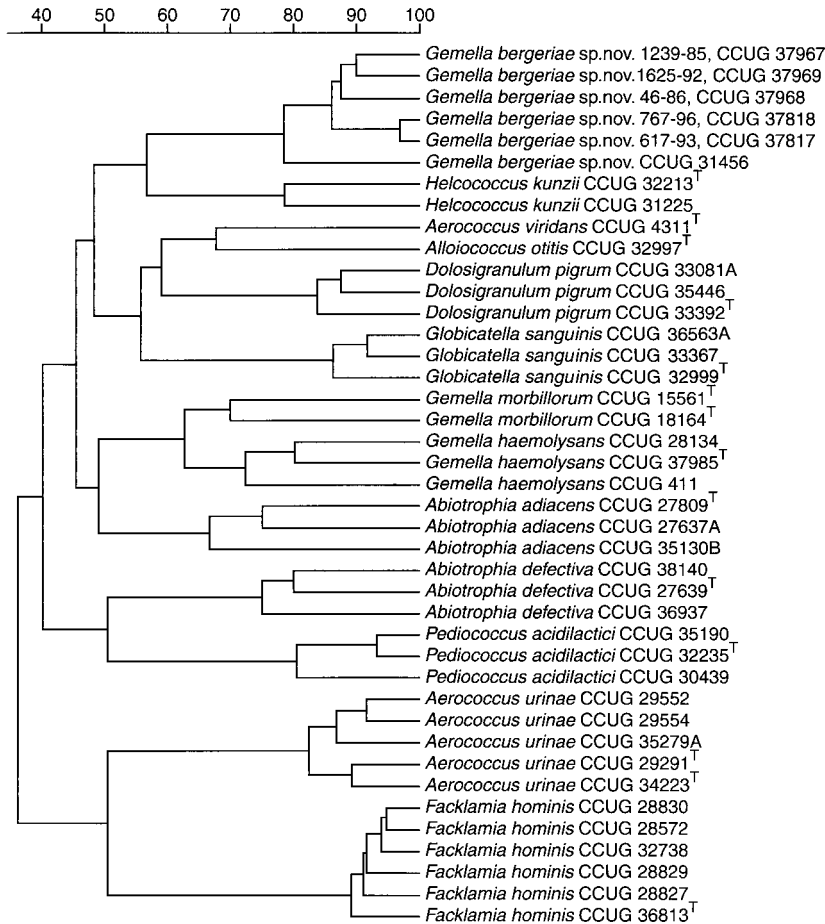 40 50 60 70 80 90 100
Gemella bergeriae sp.nov. 1239-85, CCUG 37967
Gemella bergeriae sp.nov.1625-92, CCUG 37969
Gemella bergeriae sp.nov. 46-86, CCUG 37968
Gemella bergeriae sp.nov. 767-96, CCUG 37818
Gemella bergeriae sp.nov. 617-93, CCUG 37817
Gemella bergeriae sp.nov. CCUG 31456
Helcococcus kunzii CCUG 32213T
Helcococcus kunzii CCUG 31225
Aerococcus viridans CCUG 4311T
Alloiococcus otitis CCUG 32997T
Dolosigranulum pigrum CCUG 33081A
Dolosigranulum pigrum CCUG 35446
Dolosigranulum pigrum CCUG 33392T
Globicatella sanguinis CCUG 36563A
Globicatella sanguinis CCUG 33367
Globicatella sanguinis CCUG 32999T
Gemella morbillorum CCUG 15561T
Gemella morbillorum CCUG 18164T
Gemella haemolysans CCUG 28134
Gemella haemolysans CCUG 37985T
Gemella haemolysans CCUG 411
Abiotrophia adiacens CCUG 27809T
Abiotrophia adiacens CCUG 27637A
Abiotrophia adiacens CCUG 35130B
Abiotrophia defectiva CCUG 38140
Abiotrophia defectiva CCUG 27639T
Abiotrophia defectiva CCUG 36937
Pediococcus acidilactici CCUG 35190
Pediococcus acidilactici CCUG 32235T
Pediococcus acidilactici CCUG 30439
Aerococcus urinae CCUG 29552
Aerococcus urinae CCUG 29554
Aerococcus urinae CCUG 35279A
Aerococcus urinae CCUG 29291T
Aerococcus urinae CCUG 34223T
Facklamia hominis CCUG 28830
Facklamia hominis CCUG 28572
Facklamia hominis CCUG 32738
Facklamia hominis CCUG 28829
Facklamia hominis CCUG 28827
Facklamia hominis CCUG 36813T